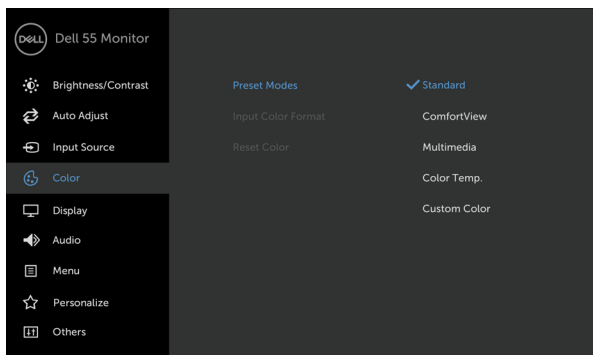 DELL
Dell 55 Monitor
Brightness/Contrast
Auto Adjust
Input Source
Color
Display
Audio
Menu
Personalize
Others
Preset Modes
Input Color Format
Reset Color
Standard
ComfortView
Multimedia
Color Temp.
Custom Color